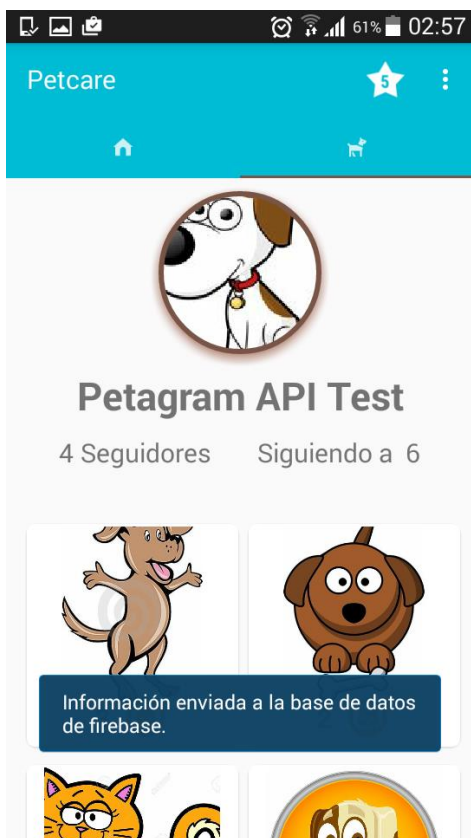 61% 02:57
Petcare
5
Petagram API Test
4 Seguidores Siguiendo a 6
Información enviada a la base de datos
de firebase.